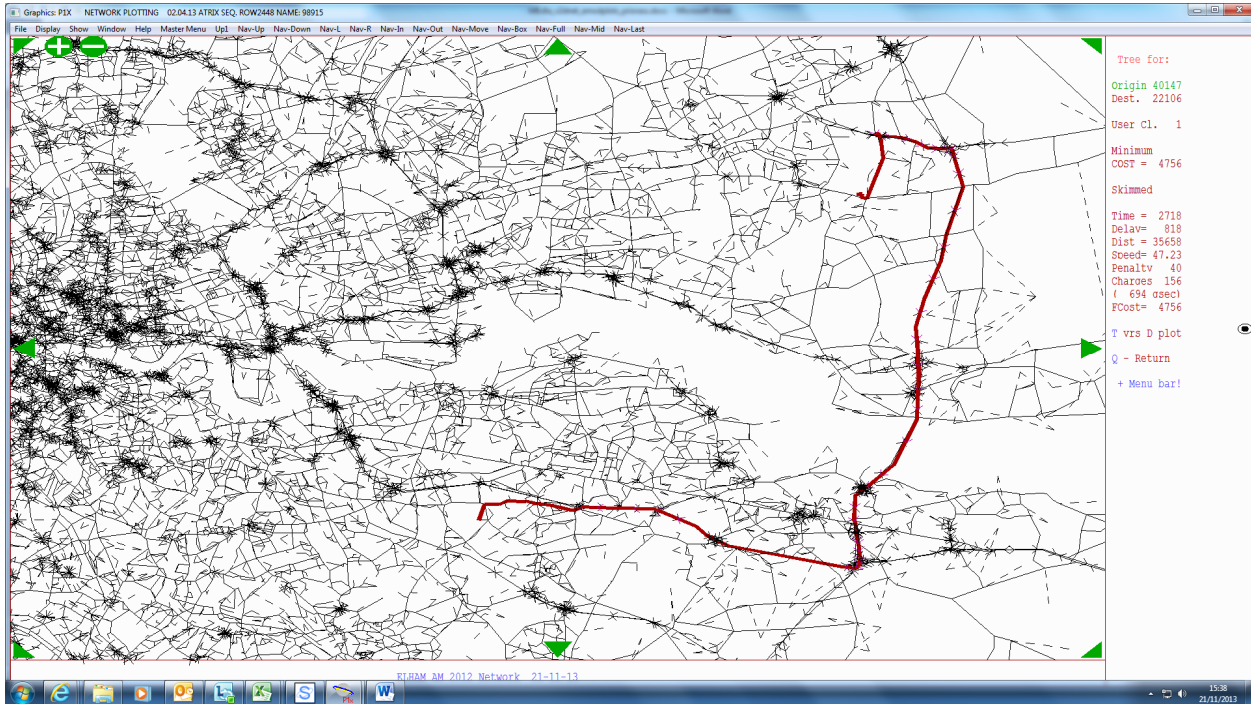 Graphics: P1X NETWORK PLOTTING 02.04.13 ATRIX SEQ. ROW2448 NAME: 98915
File Display Show Window Help Master Menu Up1 Nav-Up Nav-Down Nav-L Nav-R Nav-In Nav-Out Nav-Move Nav-Box Nav-Full Nav-Mid Nav-Last
Tree for:
Origin 40147
Dest. 22106
User Cl. 1
Minimum
COST = 4756
Skimmed
Time = 2718
Delay= 818
Dist = 35658
Speed= 47.23
Penalty 40
Charges 156
( 694 gsec)
FCost= 4756
T vrs D plot
Q - Return
+ Menu bar!
ELHAM AM 2012 Network 21-11-13
15:38
21/11/2013